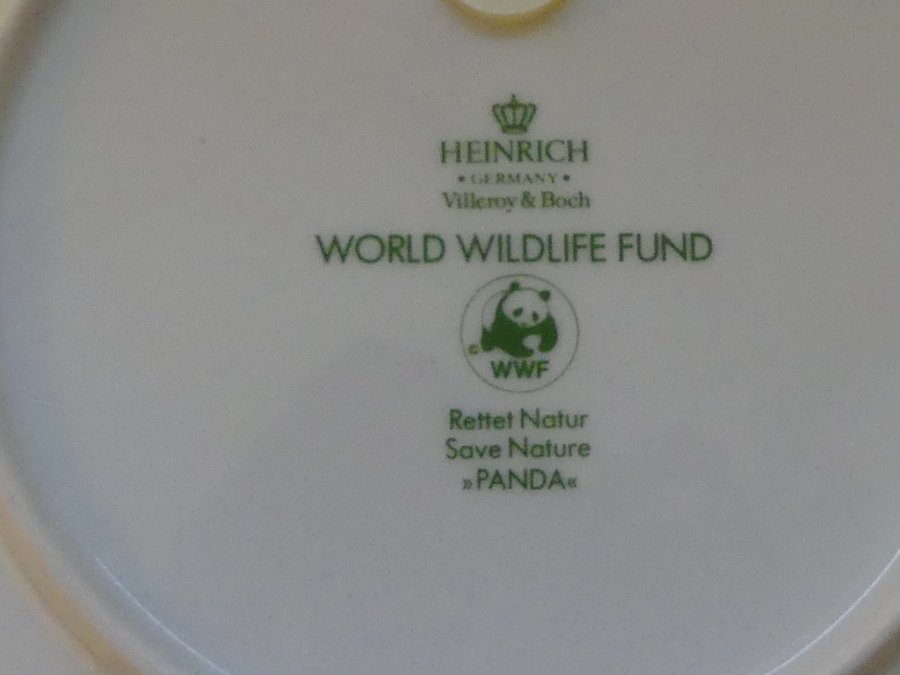 HEINRICH
• GERMANY •
Villeroy & Boch
WORLD WILDLIFE FUND
©
WWF
Rettet Natur
Save Nature
»PANDA«